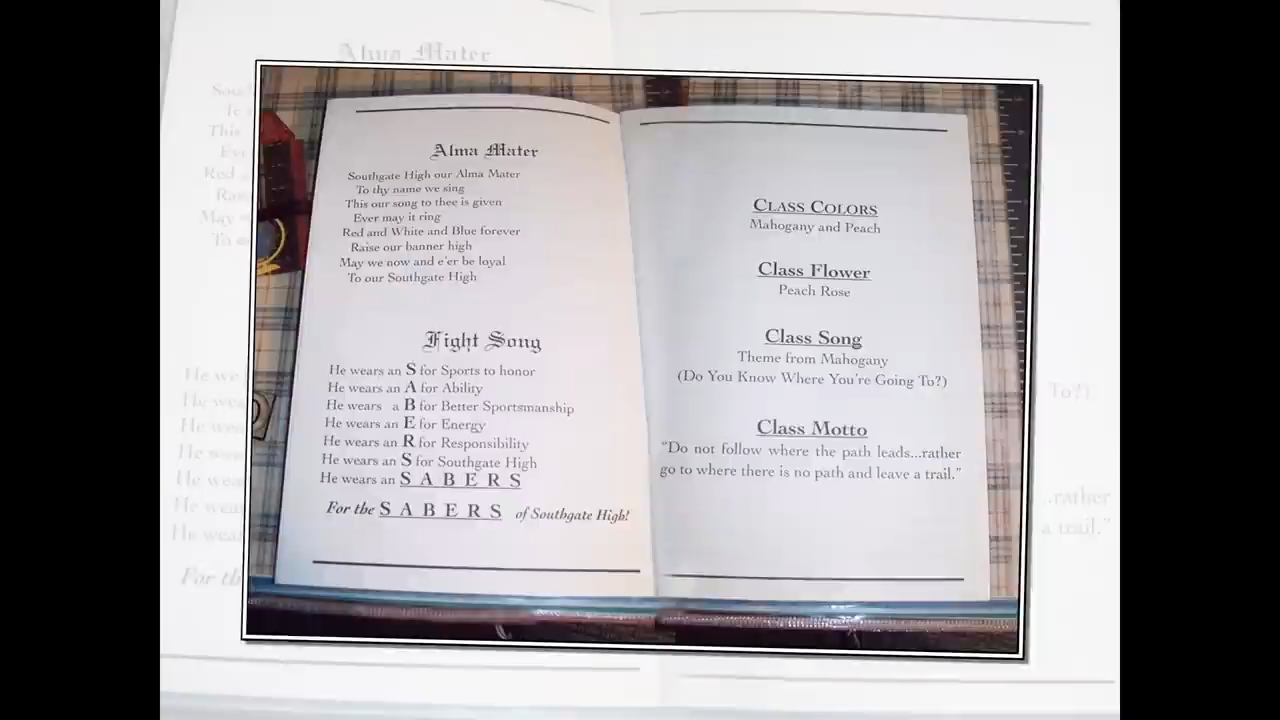 Alma Mater
Southgate High our Alma Mater
To thy name we sing
This our song to thee is given
Ever may it ring
Red and White and Blue forever
Raise our banner high
May we now and e'er be loyal
To our Southgate High
Fight Song
He wears an S for Sports to honor
He wears an A for Ability
He wears a B for Better Sportsmanship
He wears an E for Energy
He wears an R for Responsibility
He wears an S for Southgate High
He wears an S A B E R S
For the S A B E R S of Southgate High!
CLASS COLORS
Mahogany and Peach
Class Flower
Peach Rose
Class Song
Theme from Mahogany
(Do You Know Where You're Going To?)
Class Motto
"Do not follow where the path leads...rather
go to where there is no path and leave a trail."